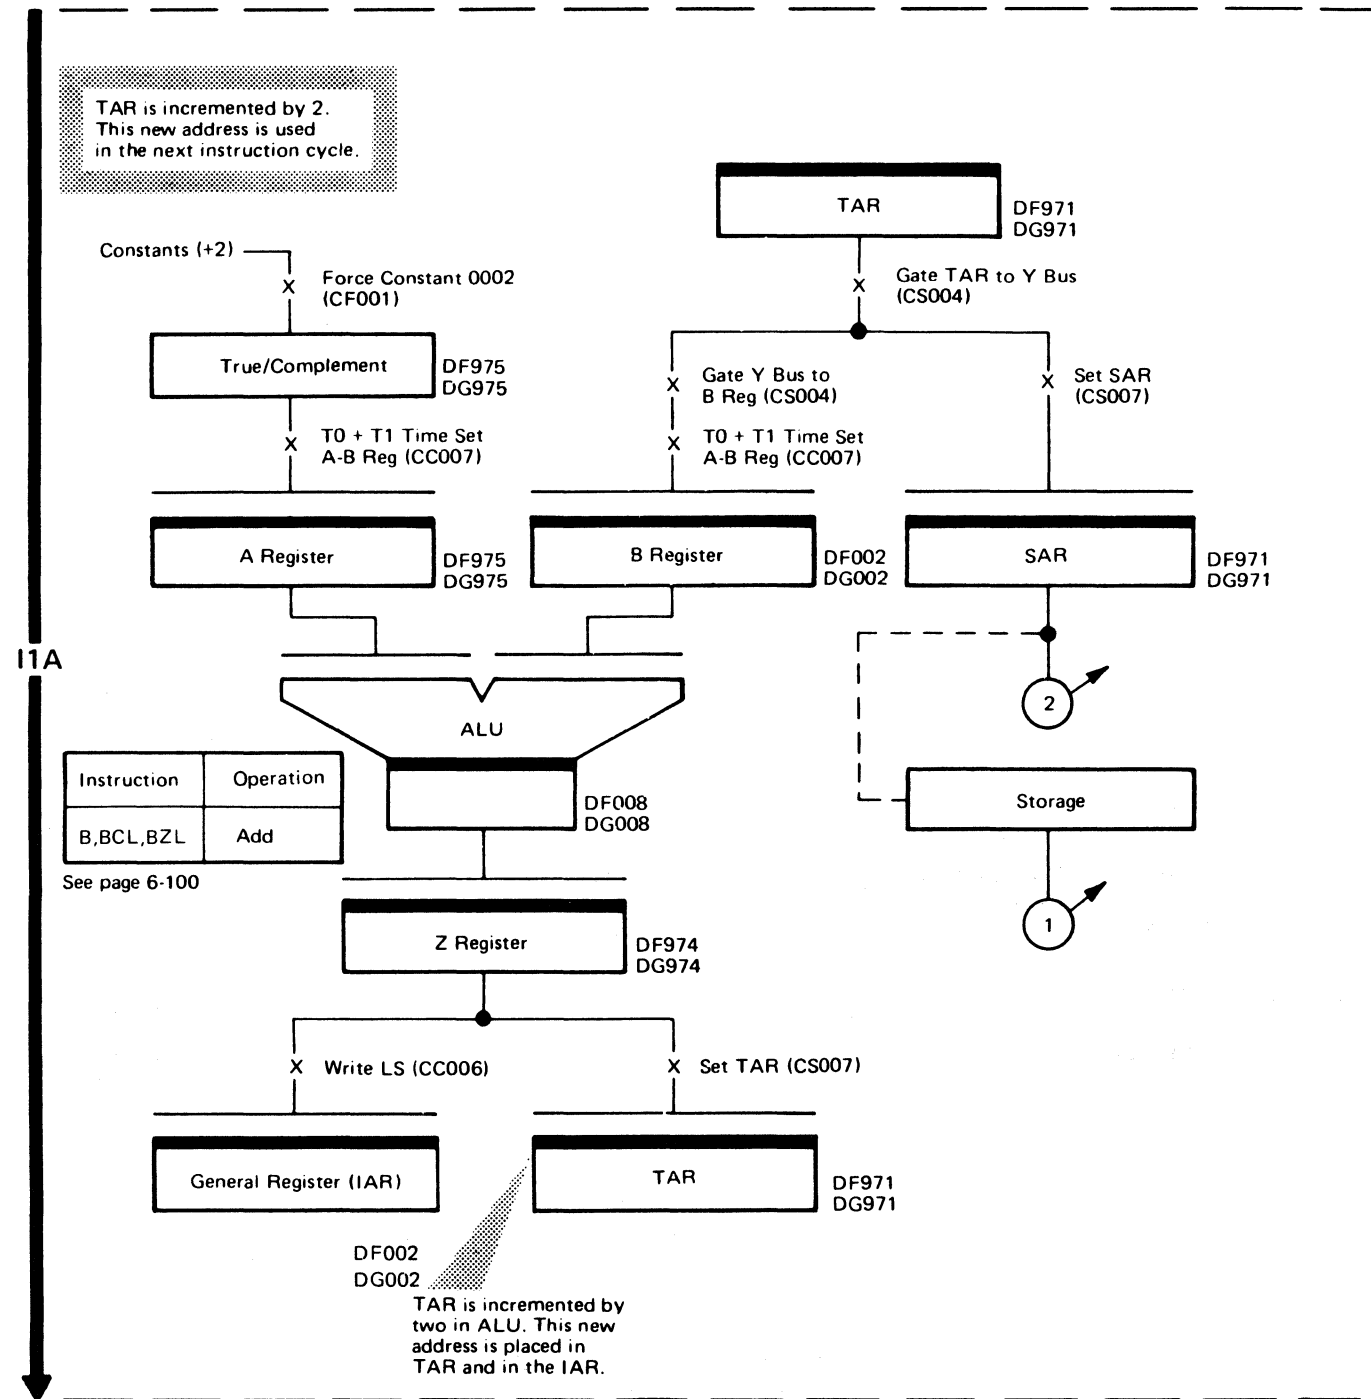 TAR is incremented by 2.
This new address is used
in the next instruction cycle.
TAR
DF971
DG971
Constants (+2)
Force Constant 0002
(CF001)
Gate TAR to Y Bus
(CS004)
True/Complement
DF975
DG975
Gate Y Bus to
B Reg (CS004)
Set SAR
(CS007)
T0 + T1 Time Set
A-B Reg (CC007)
T0 + T1 Time Set
A-B Reg (CC007)
A Register
DF975
DG975
B Register
DF002
DG002
SAR
DF971
DG971
I1A
2
ALU
Instruction Operation
B,BCL,BZL Add
See page 6-100
DF008
DG008
Storage
1
Z Register
DF974
DG974
Write LS (CC006)
Set TAR (CS007)
General Register (IAR)
DF002
DG002
TAR
DF971
DG971
TAR is incremented by
two in ALU. This new
address is placed in
TAR and in the IAR.